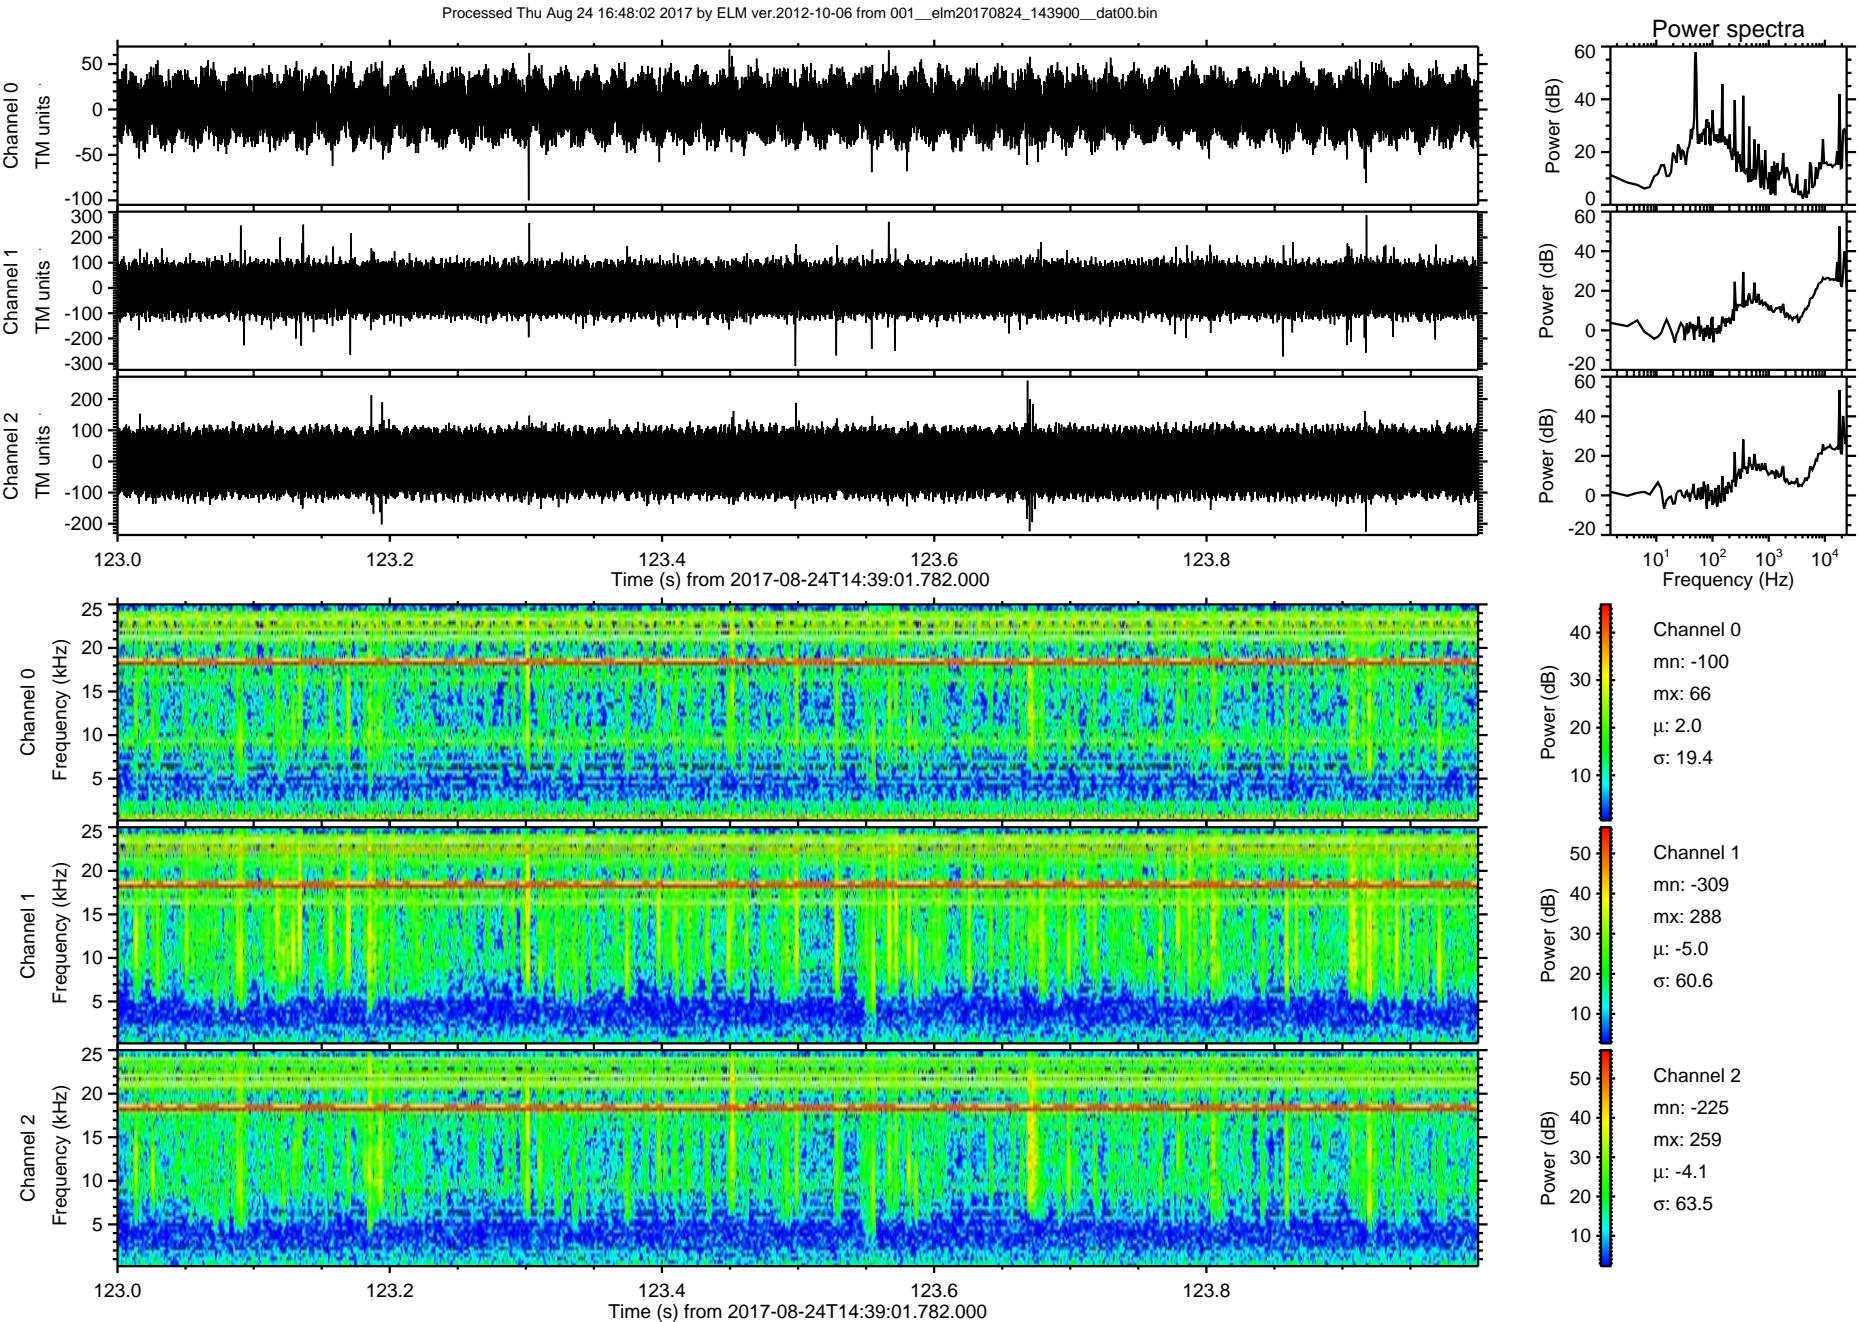 Processed Thu Aug 24 16:48:02 2017 by ELM ver.2012-10-06 from 001__elm20170824_143900__dat00.bin
Power spectra
Channel 0
TM units
50
0
-50
-100
Power (dB)
60
40
20
0
Channel 1
TM units
300
200
100
0
-100
-200
-300
Power (dB)
60
40
20
0
-20
Channel 2
TM units
200
100
0
-100
-200
Power (dB)
60
40
20
0
-20
123.0 123.2 123.4 123.6 123.8
Time (s) from 2017-08-24T14:39:01.782.000
10¹ 10² 10³ 10⁴
Frequency (Hz)
Channel 0
Frequency (kHz)
25
20
15
10
5
Power (dB)
40
30
20
10
Channel 0
mn: -100
mx: 66
µ: 2.0
σ: 19.4
Channel 1
Frequency (kHz)
25
20
15
10
5
Power (dB)
50
40
30
20
10
Channel 1
mn: -309
mx: 288
µ: -5.0
σ: 60.6
Channel 2
Frequency (kHz)
25
20
15
10
5
Power (dB)
50
40
30
20
10
Channel 2
mn: -225
mx: 259
µ: -4.1
σ: 63.5
123.0 123.2 123.4 123.6 123.8
Time (s) from 2017-08-24T14:39:01.782.000